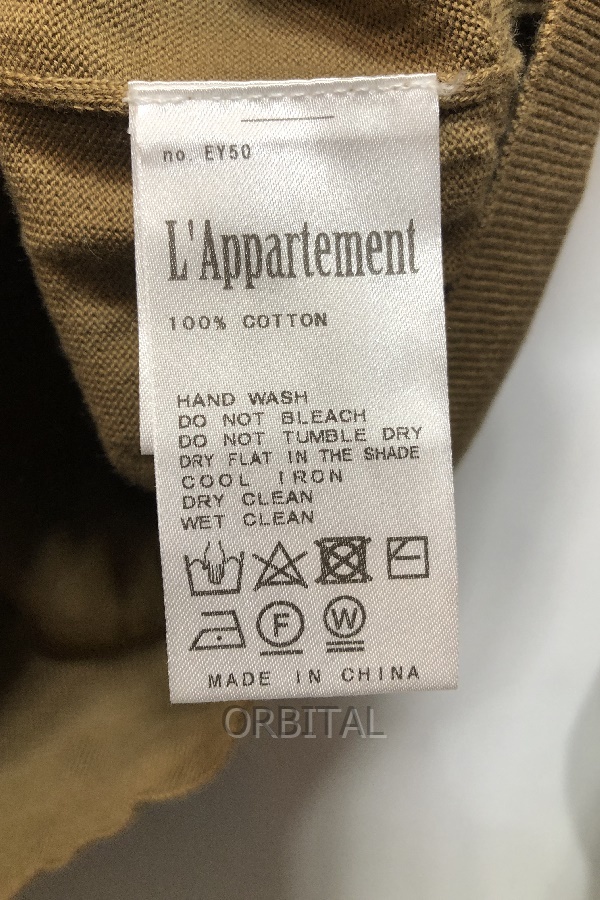 no. EY50
L'Appartement
100% COTTON
HAND WASH
DO NOT BLEACH
DO NOT TUMBLE DRY
DRY FLAT IN THE SHADE
COOL IRON
DRY CLEAN
WET CLEAN
F
W
MADE IN CHINA
ORBITAL